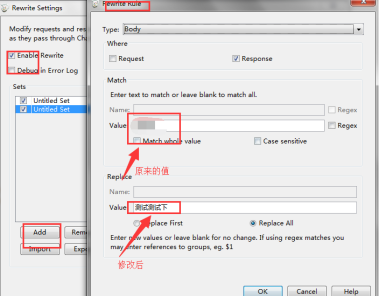 Rewrite Settings
Modify requests and res
as they pass through Cha
Enable Rewrite
Debug in Error Log
Sets
Untitled Set
Untitled Set
Add
Rem
Import
Expo
Rewrite Rule
Type:
Body
Where
Request
Response
Match
Enter text to match or leave blank to match all.
Name:
Regex
Value
Regex
Match whole value
Case sensitive
原来的值
Replace
Name:
Value
测试测试下
Replace First
Replace All
Enter new values or leave blank for no change. If using regex matches you
may enter references to groups, eg. $1
修改后
OK
Cancel
Help